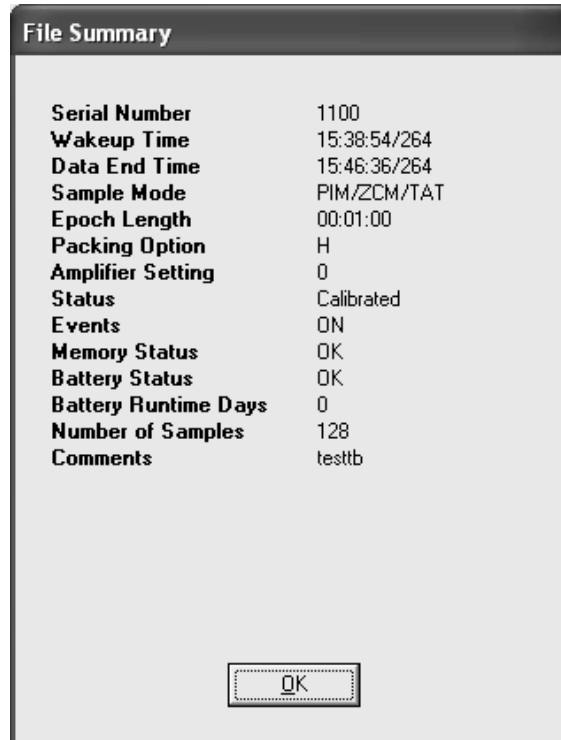 File Summary
Serial Number 1100
Wakeup Time 15:38:54/264
Data End Time 15:46:36/264
Sample Mode PIM/ZCM/TAT
Epoch Length 00:01:00
Packing Option H
Amplifier Setting 0
Status Calibrated
Events ON
Memory Status OK
Battery Status OK
Battery Runtime Days 0
Number of Samples 128
Comments testtb
OK